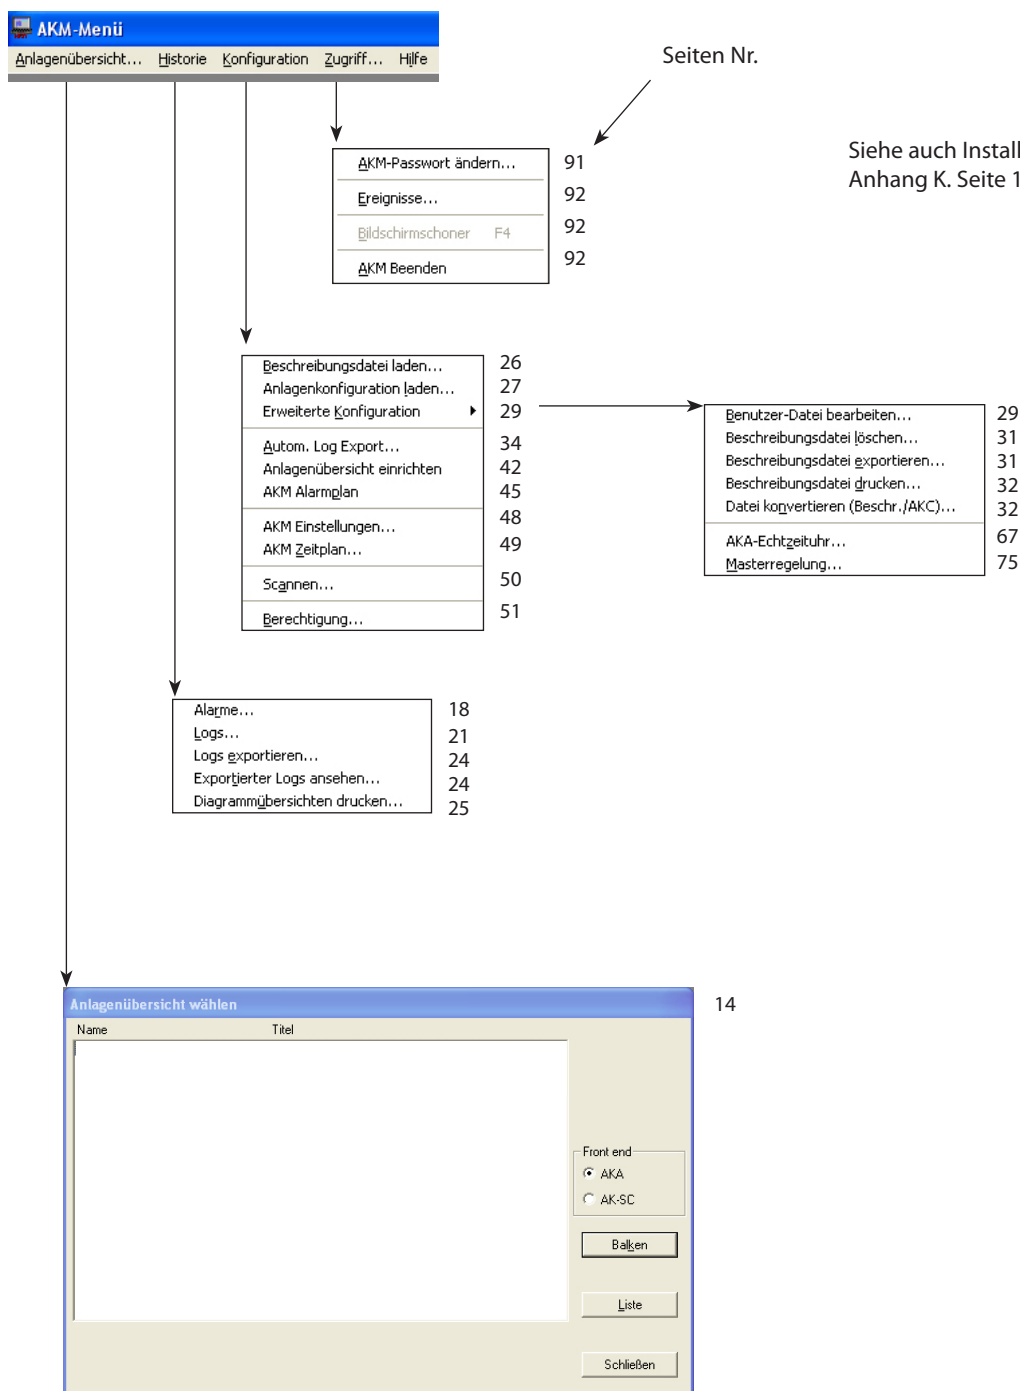 AKM-Menü
Anlagenübersicht... Historie Konfiguration Zugriff... Hilfe
Seiten Nr.
Siehe auch Install
Anhang K. Seite 1
AKM-Passwort ändern... 91
Ereignisse... 92
Bildschirmschoner F4 92
AKM Beenden 92
Beschreibungsdatei laden... 26
Anlagenkonfiguration laden... 27
Erweiterte Konfiguration 29
Autom. Log Export... 34
Anlagenübersicht einrichten 42
AKM Alarmplan 45
AKM Einstellungen... 48
AKM Zeitplan... 49
Scannen... 50
Berechtigung... 51
Benutzer-Datei bearbeiten... 29
Beschreibungsdatei löschen... 31
Beschreibungsdatei exportieren... 31
Beschreibungsdatei drucken... 32
Datei konvertieren (Beschr./AKC)... 32
AKA-Echtzeituhr... 67
Masterregelung... 75
Alarme... 18
Logs... 21
Logs exportieren... 24
Exportierter Logs ansehen... 24
Diagrammübersichten drucken... 25
Anlagenübersicht wählen 14
Name Titel
Front end
AKA
AK-SC
Balken
Liste
Schließen